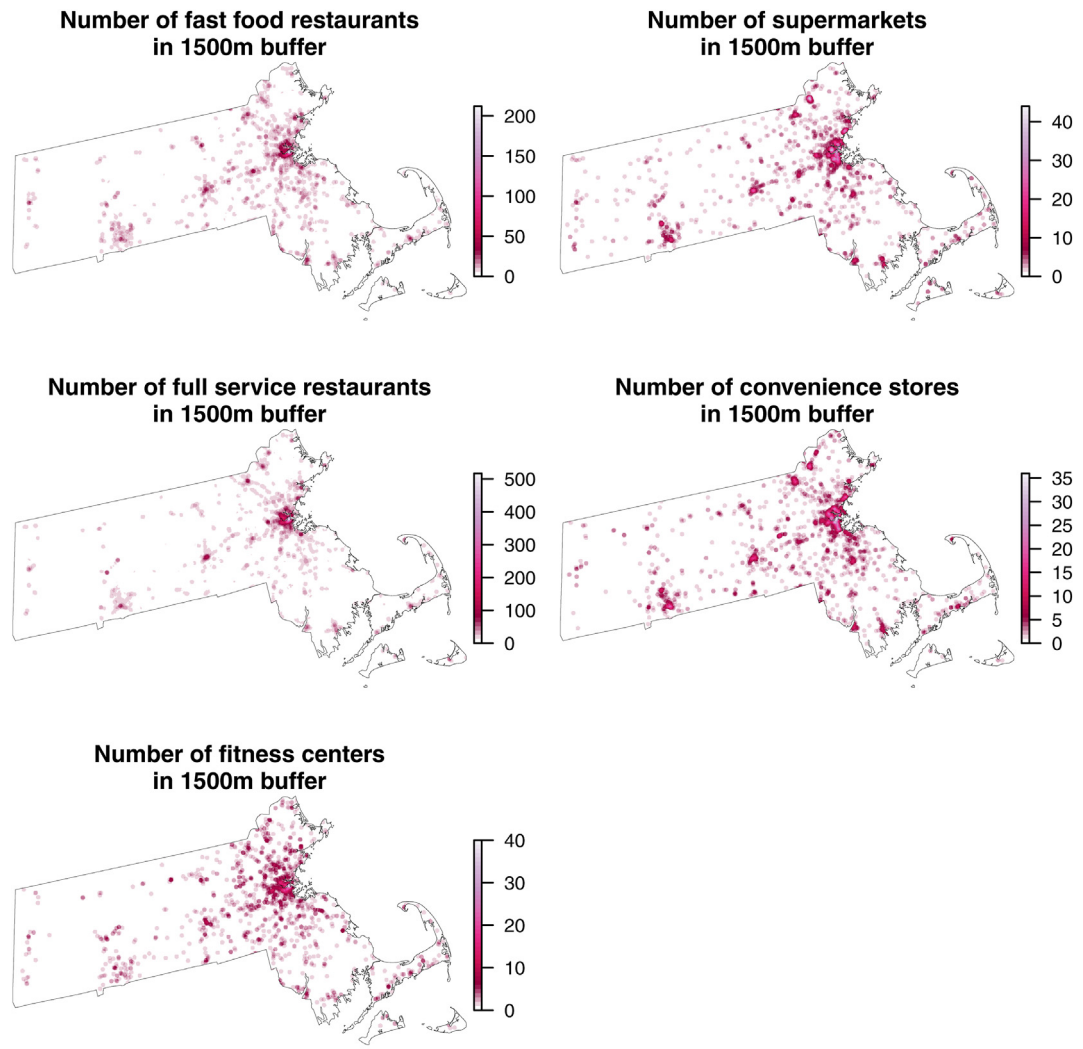 Number of fast food restaurants
in 1500m buffer
200
150
100
50
0
Number of supermarkets
in 1500m buffer
40
30
20
10
0
Number of full service restaurants
in 1500m buffer
500
400
300
200
100
0
Number of convenience stores
in 1500m buffer
35
30
25
20
15
10
5
0
Number of fitness centers
in 1500m buffer
40
30
20
10
0